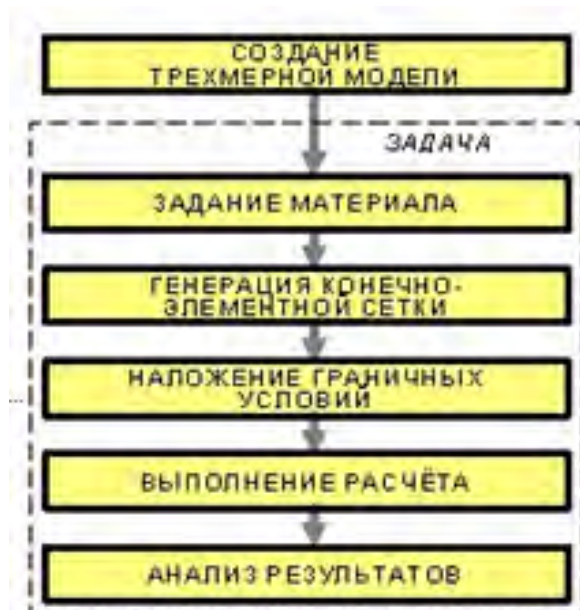 СОЗДАНИЕ
ТРЕХМЕРНОЙ МОДЕЛИ
ЗАДАЧА
ЗАДАНИЕ МАТЕРИАЛА
ГЕНЕРАЦИЯ КОНЕЧНО-
ЭЛЕМЕНТНОЙ СЕТКИ
НАЛОЖЕНИЕ ГРАНИЧНЫХ
УСЛОВИЙ
ВЫПОЛНЕНИЕ РАСЧЁТА
АНАЛИЗ РЕЗУЛЬТАТОВ